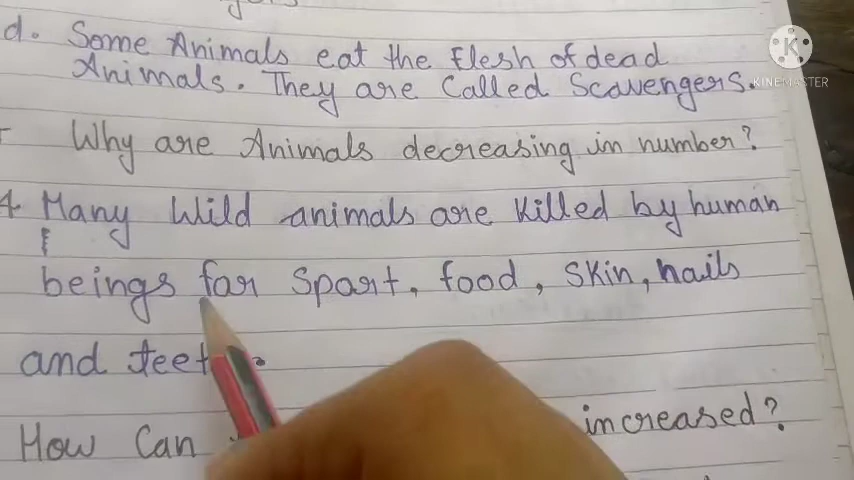 d. Some Animals eat the Flesh of dead
Animals. They are Called Scavengers.
Why are Animals decreasing in number?
Many Wild animals are Killed by human
beings for Sport, food, Skin, nails
and teet
How Can increased?
KINEMASTER